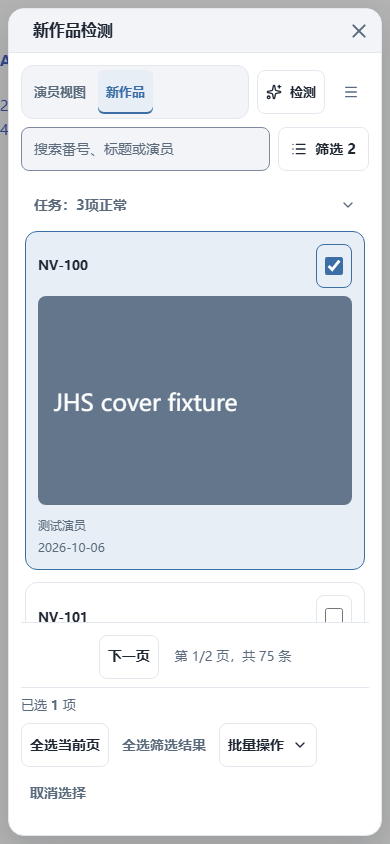 新作品检测
演员视图 新作品 检测
搜索番号、标题或演员 筛选 2
任务：3项正常
NV-100
JHS cover fixture
测试演员
2026-10-06
NV-101
下一页 第 1/2 页，共 75 条
已选 1 项
全选当前页 全选筛选结果 批量操作
取消选择